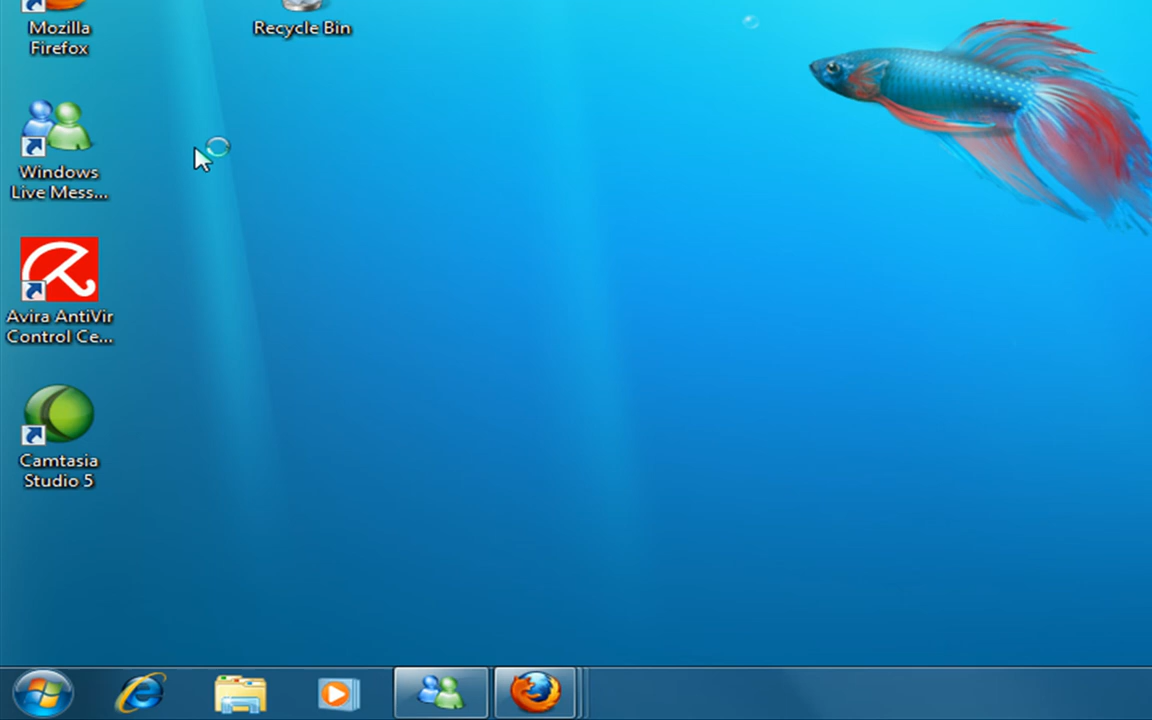 Mozilla
Firefox
Recycle Bin
Windows
Live Mess...
Avira AntiVir
Control Ce...
Camtasia
Studio 5